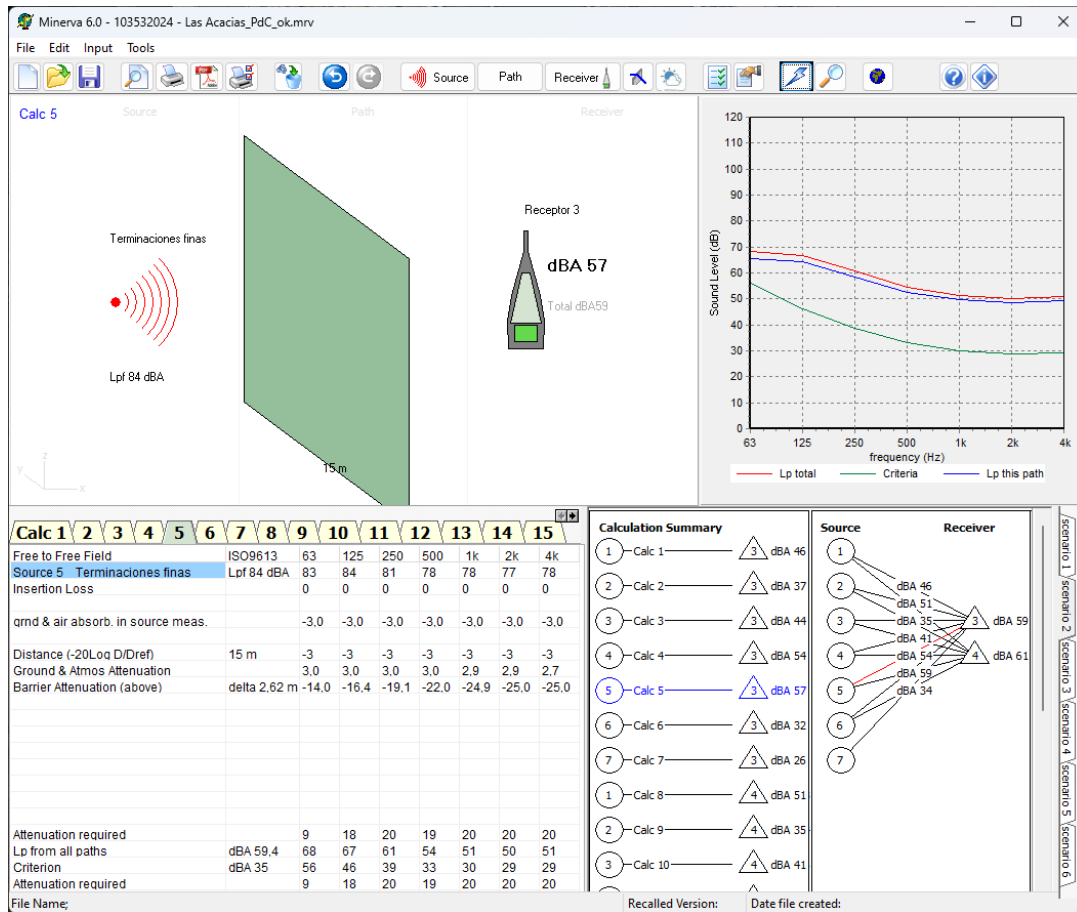 Minerva 6.0 - 103532024 - Las Acacias_PdC_ok.mrv
File Edit Input Tools
Source Path Receiver
Calc 5 Source Path Receiver
Terminaciones finas
Lpf 84 dBA
15 m
Receptor 3
dBA 57
Total dBA59
z
y
x
Sound Level (dB)
120
110
100
90
80
70
60
50
40
30
20
10
0
63 125 250 500 1k 2k 4k
frequency (Hz)
Lp total Criteria Lp this path
Calc 1 2 3 4 5 6 7 8 9 10 11 12 13 14 15
Free to Free Field ISO9613 63 125 250 500 1k 2k 4k
Source 5 Terminaciones finas Lpf 84 dBA 83 84 81 78 78 77 78
Insertion Loss 0 0 0 0 0 0 0
grnd & air absorb. in source meas. -3,0 -3,0 -3,0 -3,0 -3,0 -3,0 -3,0
Distance (-20Log D/Dref) 15 m -3 -3 -3 -3 -3 -3 -3
Ground & Atmos Attenuation 3,0 3,0 3,0 3,0 2,9 2,9 2,7
Barrier Attenuation (above) delta 2,62 m -14,0 -16,4 -19,1 -22,0 -24,9 -25,0 -25,0
Attenuation required 9 18 20 19 20 20 20
Lp from all paths dBA 59,4 68 67 61 54 51 50 51
Criterion dBA 35 56 46 39 33 30 29 29
Attenuation required 9 18 20 19 20 20 20
Calculation Summary
1 Calc 1 3 dBA 46
2 Calc 2 3 dBA 37
3 Calc 3 3 dBA 44
4 Calc 4 3 dBA 54
5 Calc 5 3 dBA 57
6 Calc 6 3 dBA 32
7 Calc 7 3 dBA 26
1 Calc 8 4 dBA 51
2 Calc 9 4 dBA 35
3 Calc 10 4 dBA 41
Source Receiver
1
2
3
4
5
6
7
dBA 46
dBA 51
dBA 35
dBA 41
dBA 54
dBA 59
dBA 34
3 dBA 59
4 dBA 61
scenario 1
scenario 2
scenario 3
scenario 4
scenario 5
scenario 6
File Name; Recalled Version: Date file created: